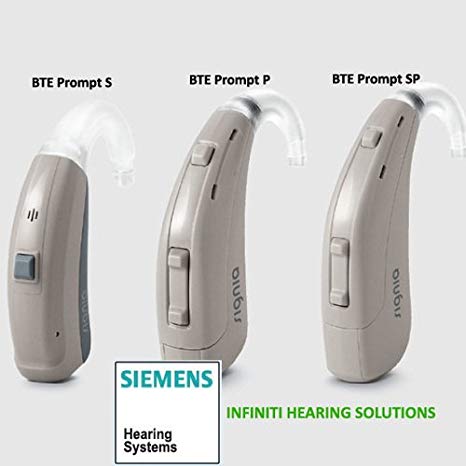 BTE Prompt S
BTE Prompt P
BTE Prompt SP
signia
signia
SIEMENS
Hearing
Systems
INFINITI HEARING SOLUTIONS